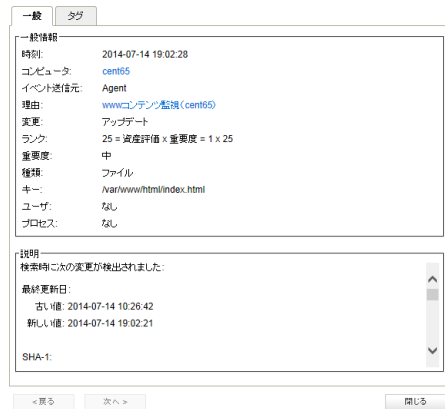 一般 タグ
一般情報
時刻: 2014-07-14 19:02:28
コンピュータ: cent65
イベント送信元: Agent
理由: wwwコンテンツ監視(cent65)
変更: アップデート
ランク: 25 = 資産評価 x 重要度 = 1 x 25
重要度: 中
種類: ファイル
キー: /var/www/html/index.html
ユーザ: なし
プロセス: なし
説明
検索時に次の変更が検出されました:
最終更新日:
古い値: 2014-07-14 10:26:42
新しい値: 2014-07-14 19:02:21
SHA-1:
<戻る 次へ > 閉じる